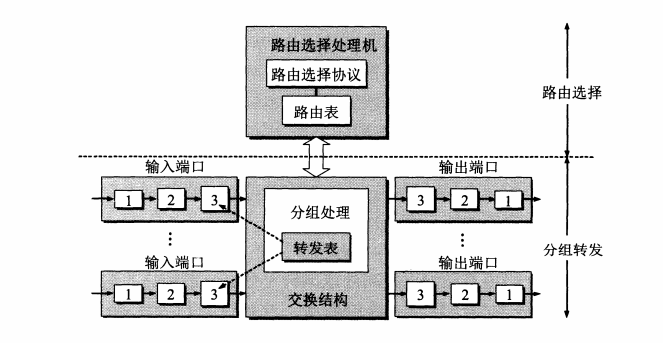 路由选择处理机
路由选择协议
路由表
路由选择
输入端口
输出端口
1 2 3
3 2 1
分组处理
转发表
分组转发
⋮
⋮
输入端口
输出端口
1 2 3
3 2 1
交换结构